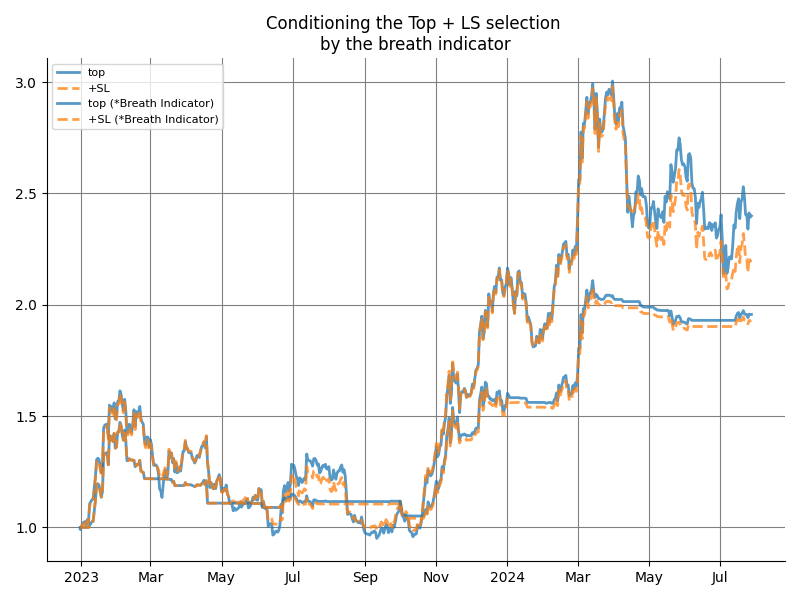 Conditioning the Top + LS selection
by the breath indicator
top
+SL
top (*Breath Indicator)
+SL (*Breath Indicator)
3.0
2.5
2.0
1.5
1.0
2023 Mar May Jul Sep Nov 2024 Mar May Jul